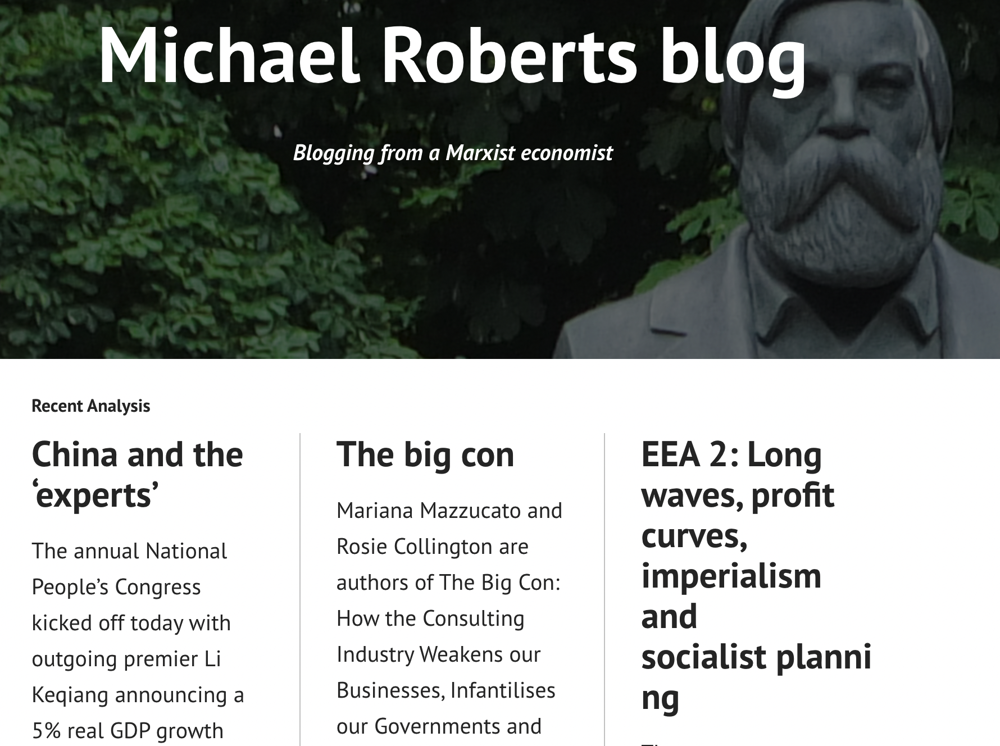 Michael Roberts blog
Blogging from a Marxist economist
Recent Analysis
China and the
‘experts’
The annual National
People’s Congress
kicked off today with
outgoing premier Li
Keqiang announcing a
5% real GDP growth
The big con
Mariana Mazzucato and
Rosie Collington are
authors of The Big Con:
How the Consulting
Industry Weakens our
Businesses, Infantilises
our Governments and
EEA 2: Long
waves, profit
curves,
imperialism
and
socialist planni
ng